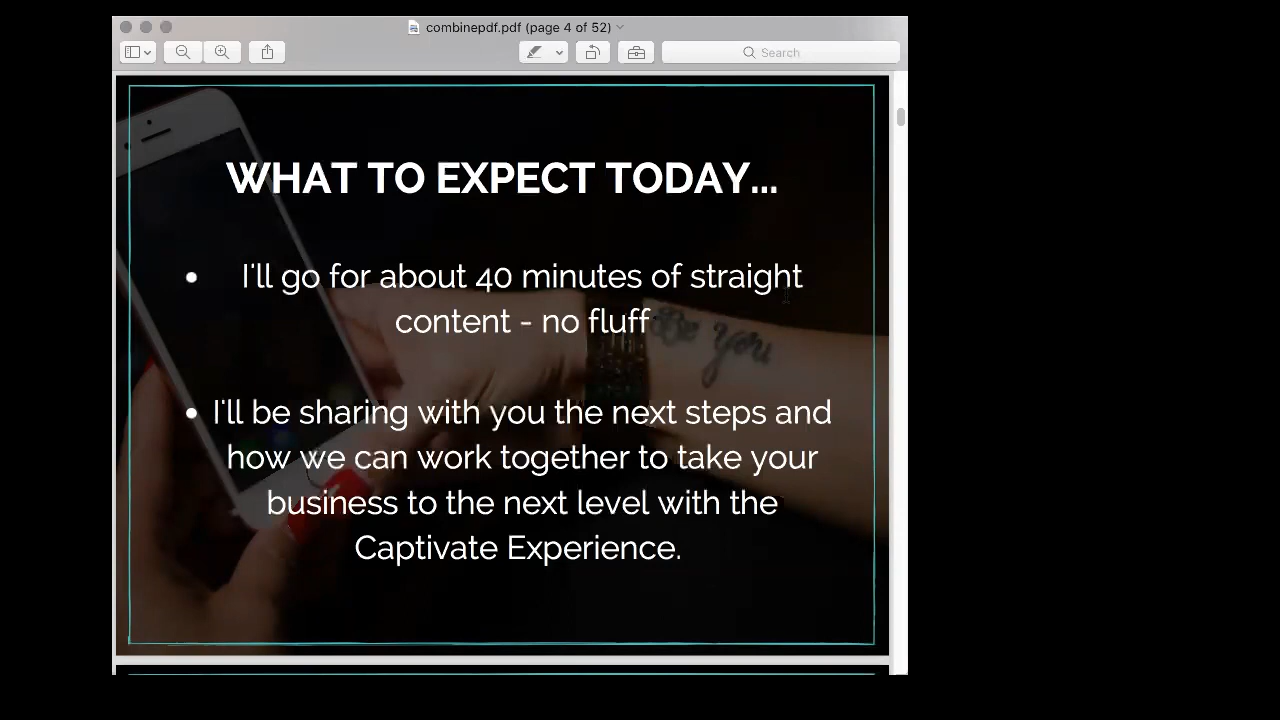 combinepdf.pdf (page 4 of 52)
Search
WHAT TO EXPECT TODAY...
• I'll go for about 40 minutes of straight
content - no fluff
Be you
• I'll be sharing with you the next steps and
how we can work together to take your
business to the next level with the
Captivate Experience.